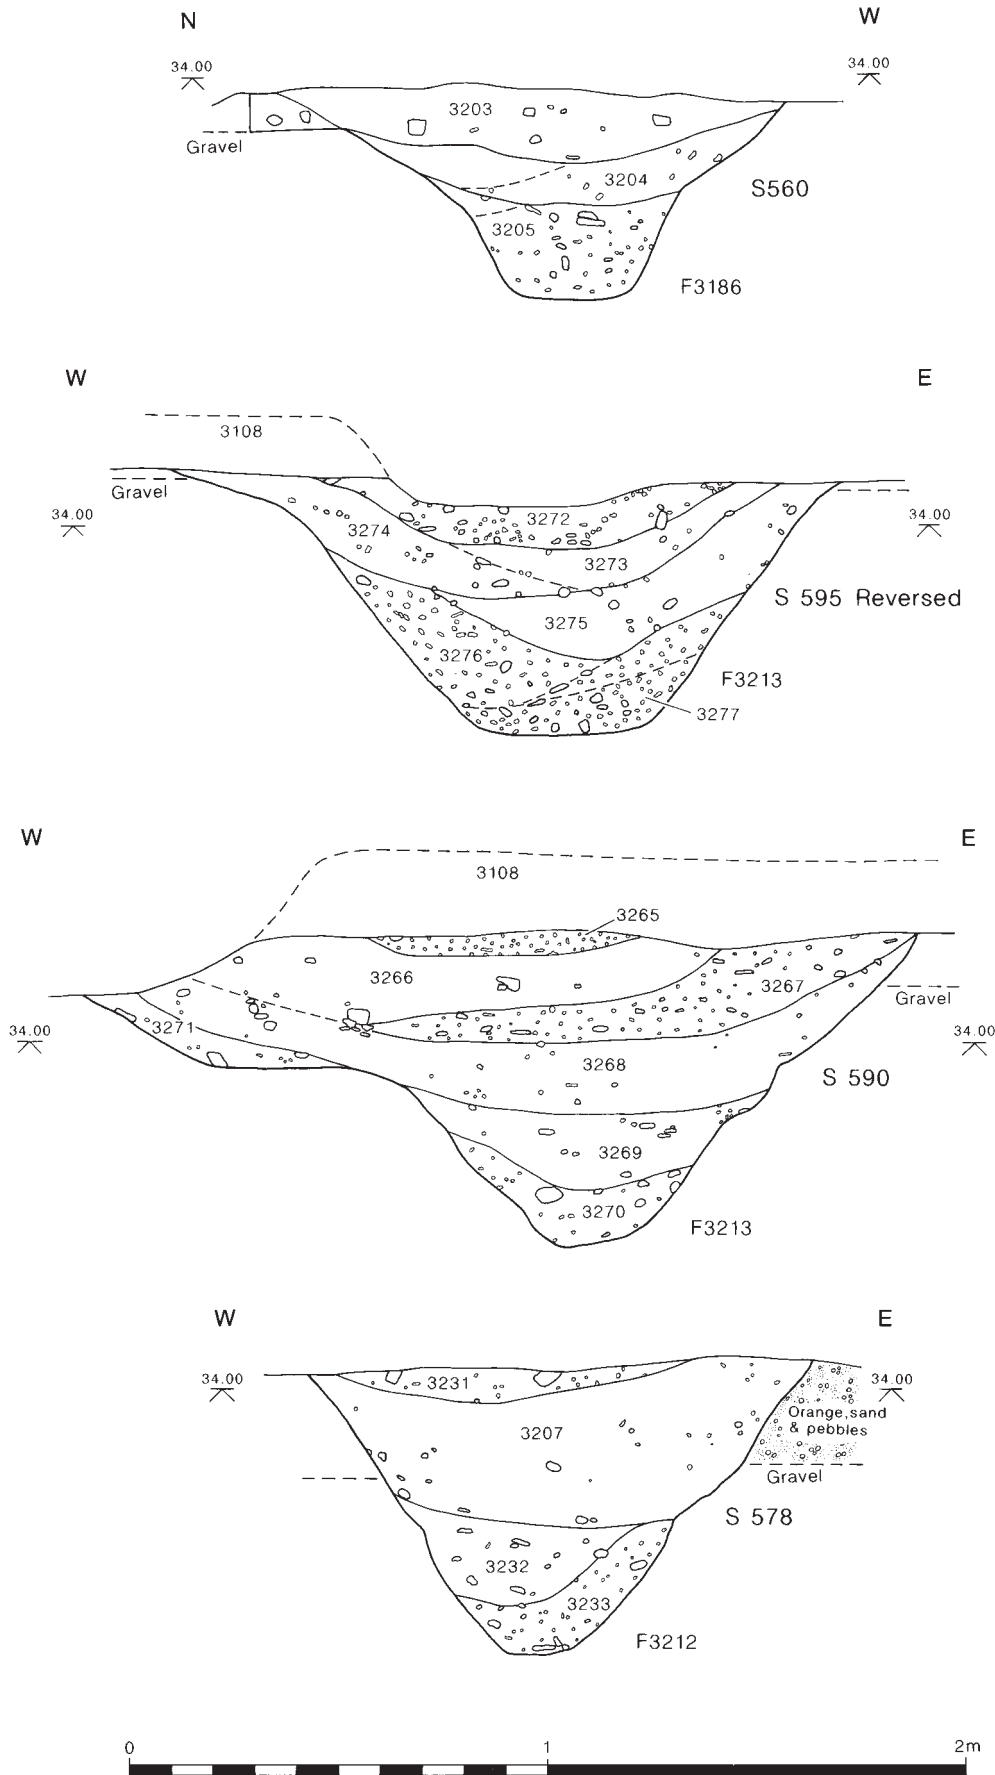 N
W
34.00
34.00
3203
Gravel
3204
S560
3205
F3186
W
E
3108
Gravel
34.00
3272
34.00
3274
3273
S 595 Reversed
3275
3276
F3213
3277
W
E
3108
3265
3266
3267
Gravel
3271
34.00
34.00
3268
S 590
3269
3270
F3213
W
E
34.00
3231
34.00
Orange, sand
& pebbles
3207
Gravel
S 578
3232
3233
F3212
0
1
2m